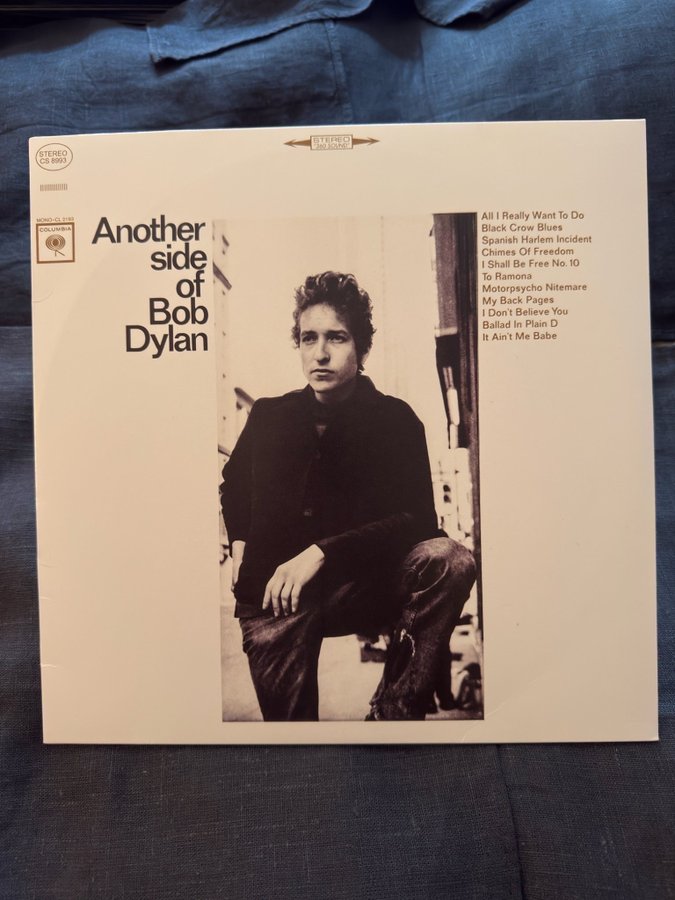 STEREO
"360 SOUND"
STEREO
CS 8993
MONO-CL 2193
COLUMBIA
Another
side
of
Bob
Dylan
All I Really Want To Do
Black Crow Blues
Spanish Harlem Incident
Chimes Of Freedom
I Shall Be Free No. 10
To Ramona
Motorpsycho Nitemare
My Back Pages
I Don't Believe You
Ballad In Plain D
It Ain't Me Babe